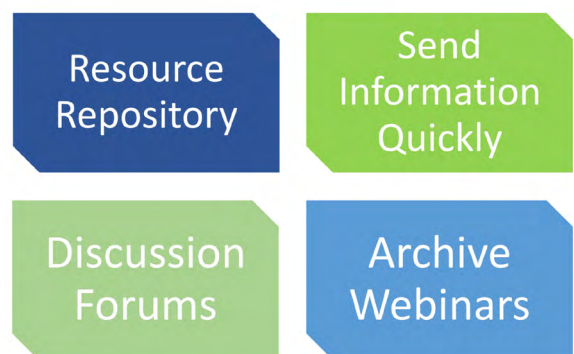 Resource
Repository
Send
Information
Quickly
Discussion
Forums
Archive
Webinars